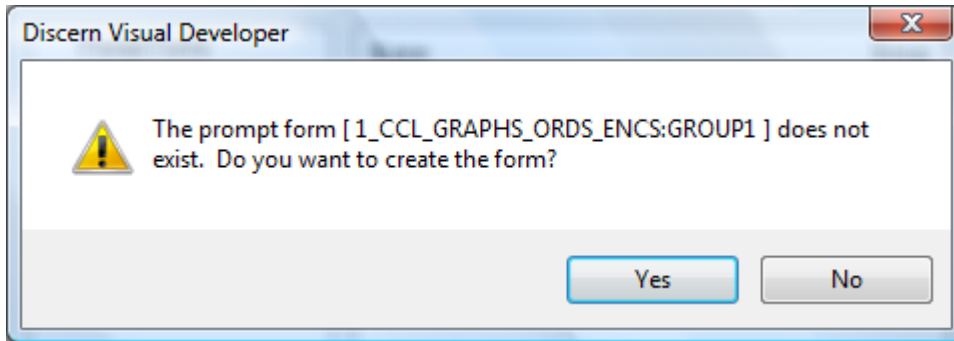 Discern Visual Developer
The prompt form [ 1_CCL_GRAPHS_ORDS_ENCS:GROUP1 ] does not
exist.  Do you want to create the form?
Yes
No